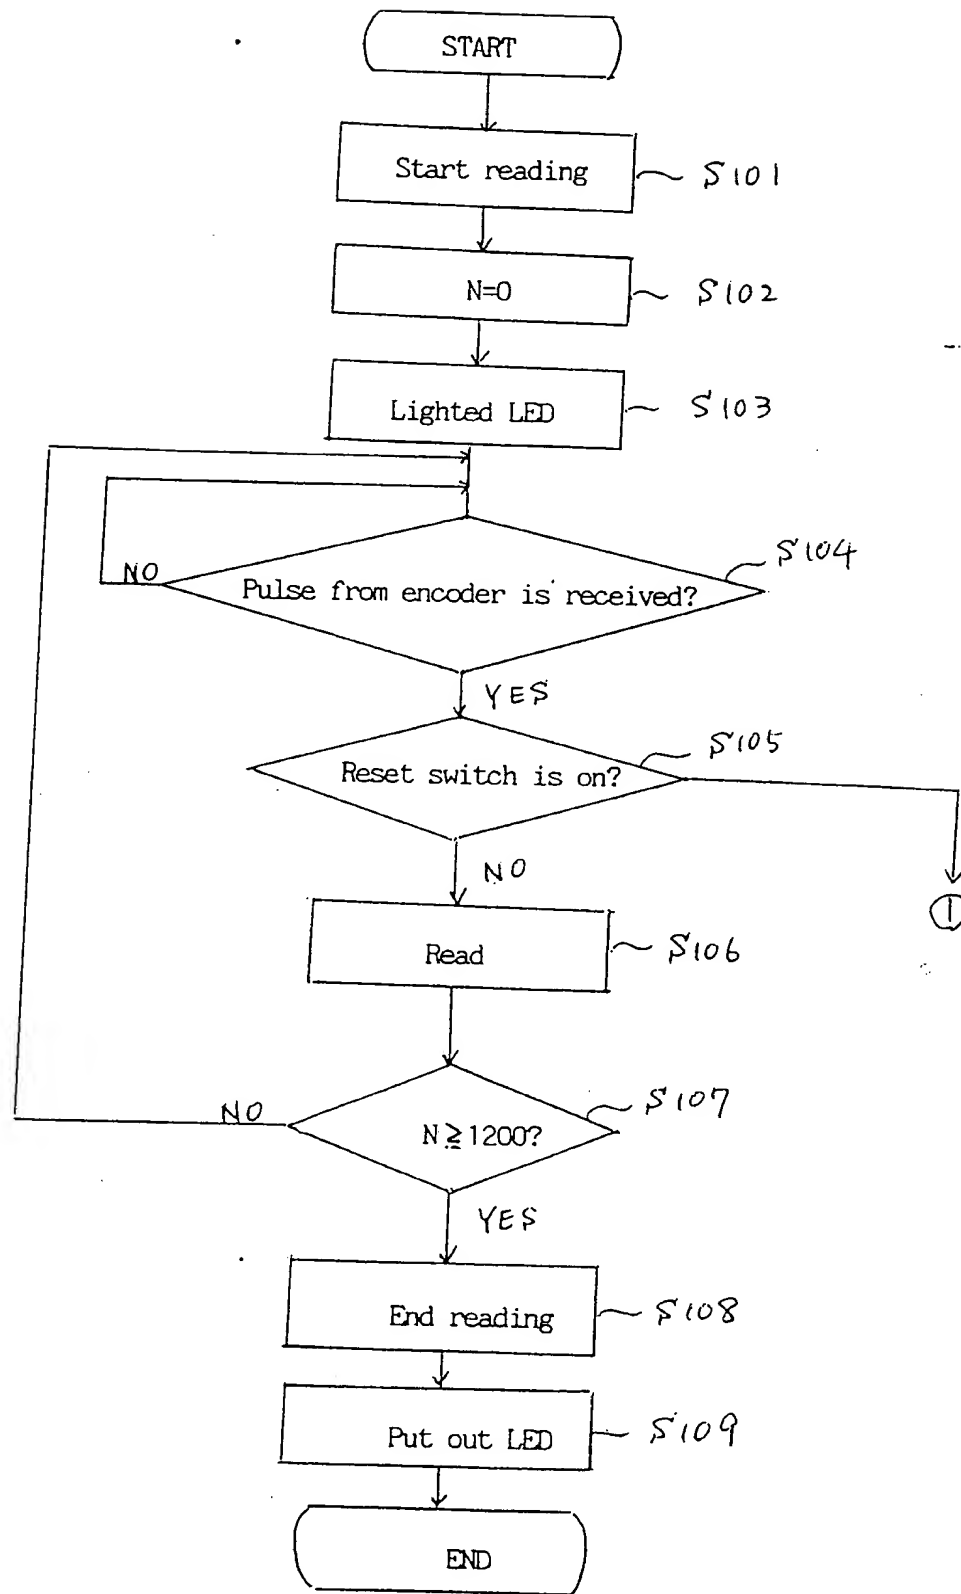 START
Start reading
S101
N=0
S102
Lighted LED
S103
S104
NO
Pulse from encoder is received?
YES
S105
Reset switch is on?
NO
①
Read
S106
S107
NO
N≧1200?
YES
End reading
S108
Put out LED
S109
END